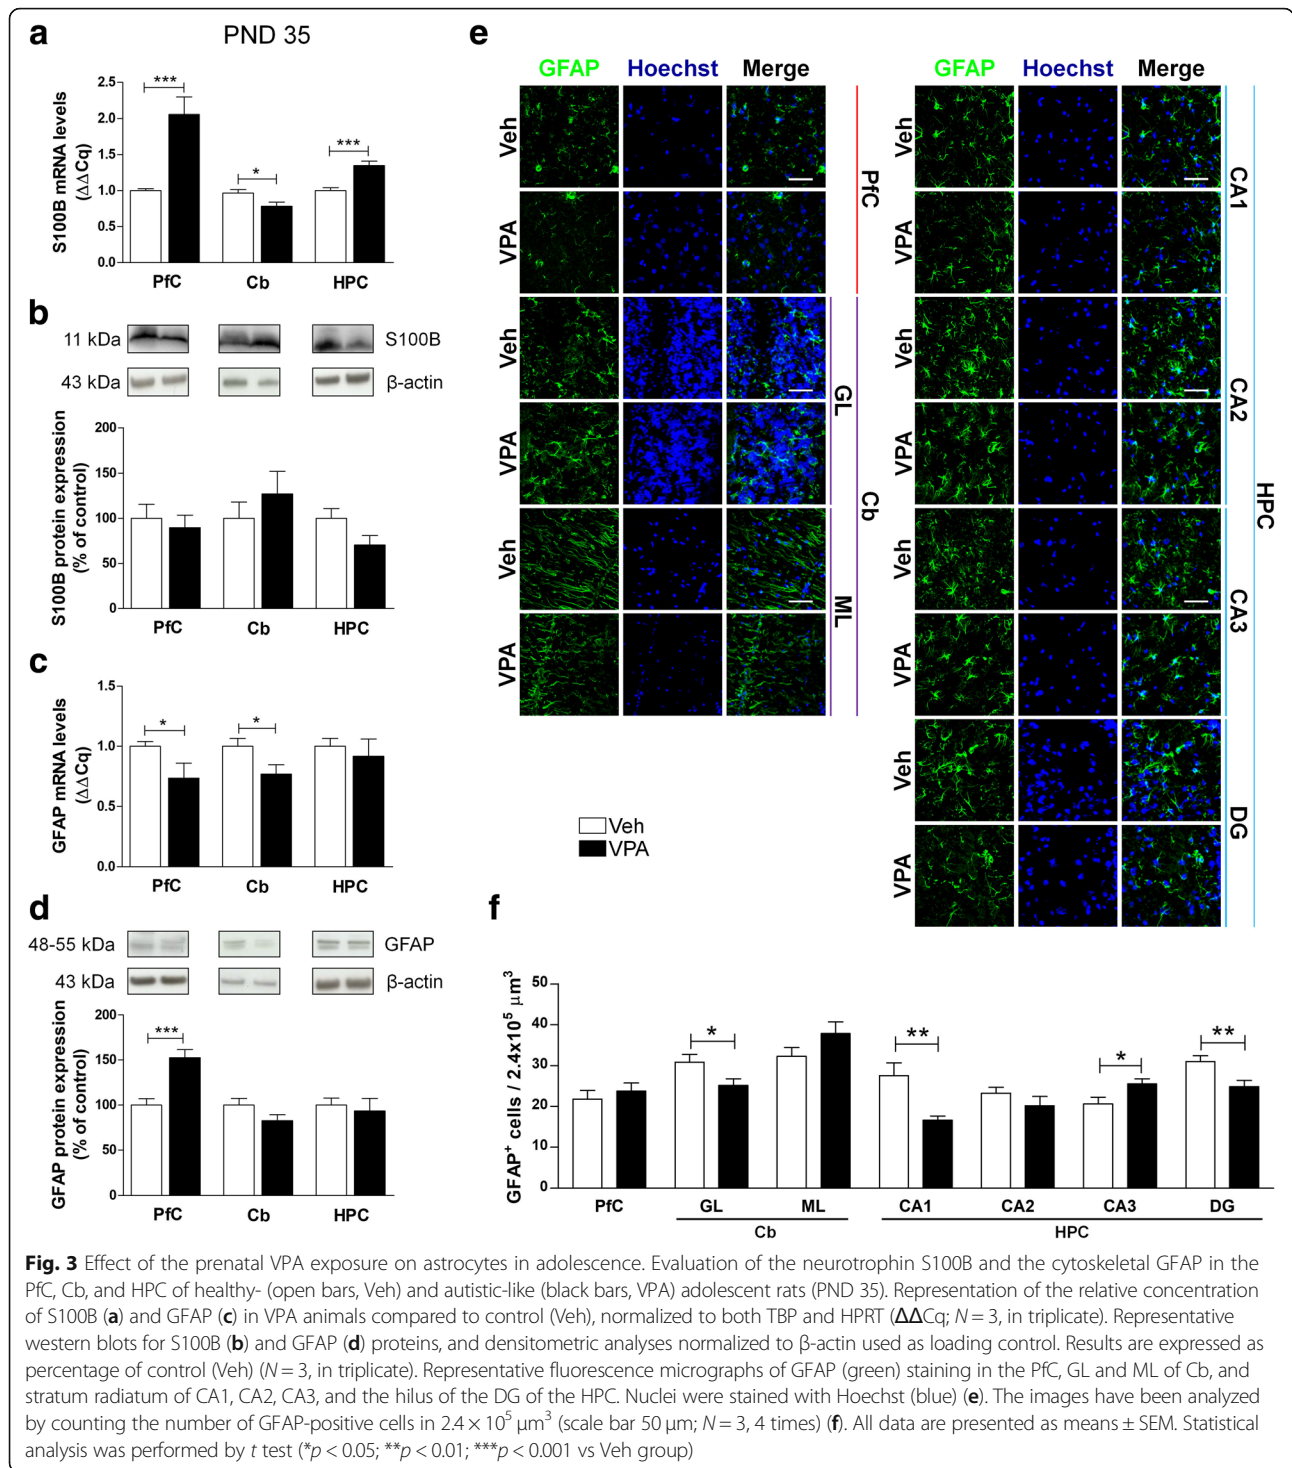 a
PND 35
S100B mRNA levels
(ΔΔCq)
2.5
2.0
1.5
1.0
0.5
0.0
***
*
***
PfC Cb HPC
b
11 kDa S100B
43 kDa β-actin
S100B protein expression
(% of control)
200
150
100
50
0
PfC Cb HPC
c
GFAP mRNA levels
(ΔΔCq)
1.5
1.0
0.5
0.0
*
*
PfC Cb HPC
d
48-55 kDa GFAP
43 kDa β-actin
GFAP protein expression
(% of control)
200
150
100
50
0
***
PfC Cb HPC
e
GFAP Hoechst Merge
Veh
VPA
PfC
Veh
VPA
GL
Veh
VPA
ML
Cb
GFAP Hoechst Merge
Veh
VPA
CA1
Veh
VPA
CA2
Veh
VPA
CA3
Veh
VPA
DG
HPC
Veh
VPA
f
GFAP⁺ cells / 2.4x10⁵ µm³
50
40
30
20
10
0
*
**
*
**
PfC GL ML CA1 CA2 CA3 DG
Cb HPC
Fig. 3 Effect of the prenatal VPA exposure on astrocytes in adolescence. Evaluation of the neurotrophin S100B and the cytoskeletal GFAP in the
PfC, Cb, and HPC of healthy- (open bars, Veh) and autistic-like (black bars, VPA) adolescent rats (PND 35). Representation of the relative concentration
of S100B (a) and GFAP (c) in VPA animals compared to control (Veh), normalized to both TBP and HPRT (ΔΔCq; N = 3, in triplicate). Representative
western blots for S100B (b) and GFAP (d) proteins, and densitometric analyses normalized to β-actin used as loading control. Results are expressed as
percentage of control (Veh) (N = 3, in triplicate). Representative fluorescence micrographs of GFAP (green) staining in the PfC, GL and ML of Cb, and
stratum radiatum of CA1, CA2, CA3, and the hilus of the DG of the HPC. Nuclei were stained with Hoechst (blue) (e). The images have been analyzed
by counting the number of GFAP-positive cells in 2.4 × 10⁵ µm³ (scale bar 50 µm; N = 3, 4 times) (f). All data are presented as means ± SEM. Statistical
analysis was performed by t test (*p < 0.05; **p < 0.01; ***p < 0.001 vs Veh group)